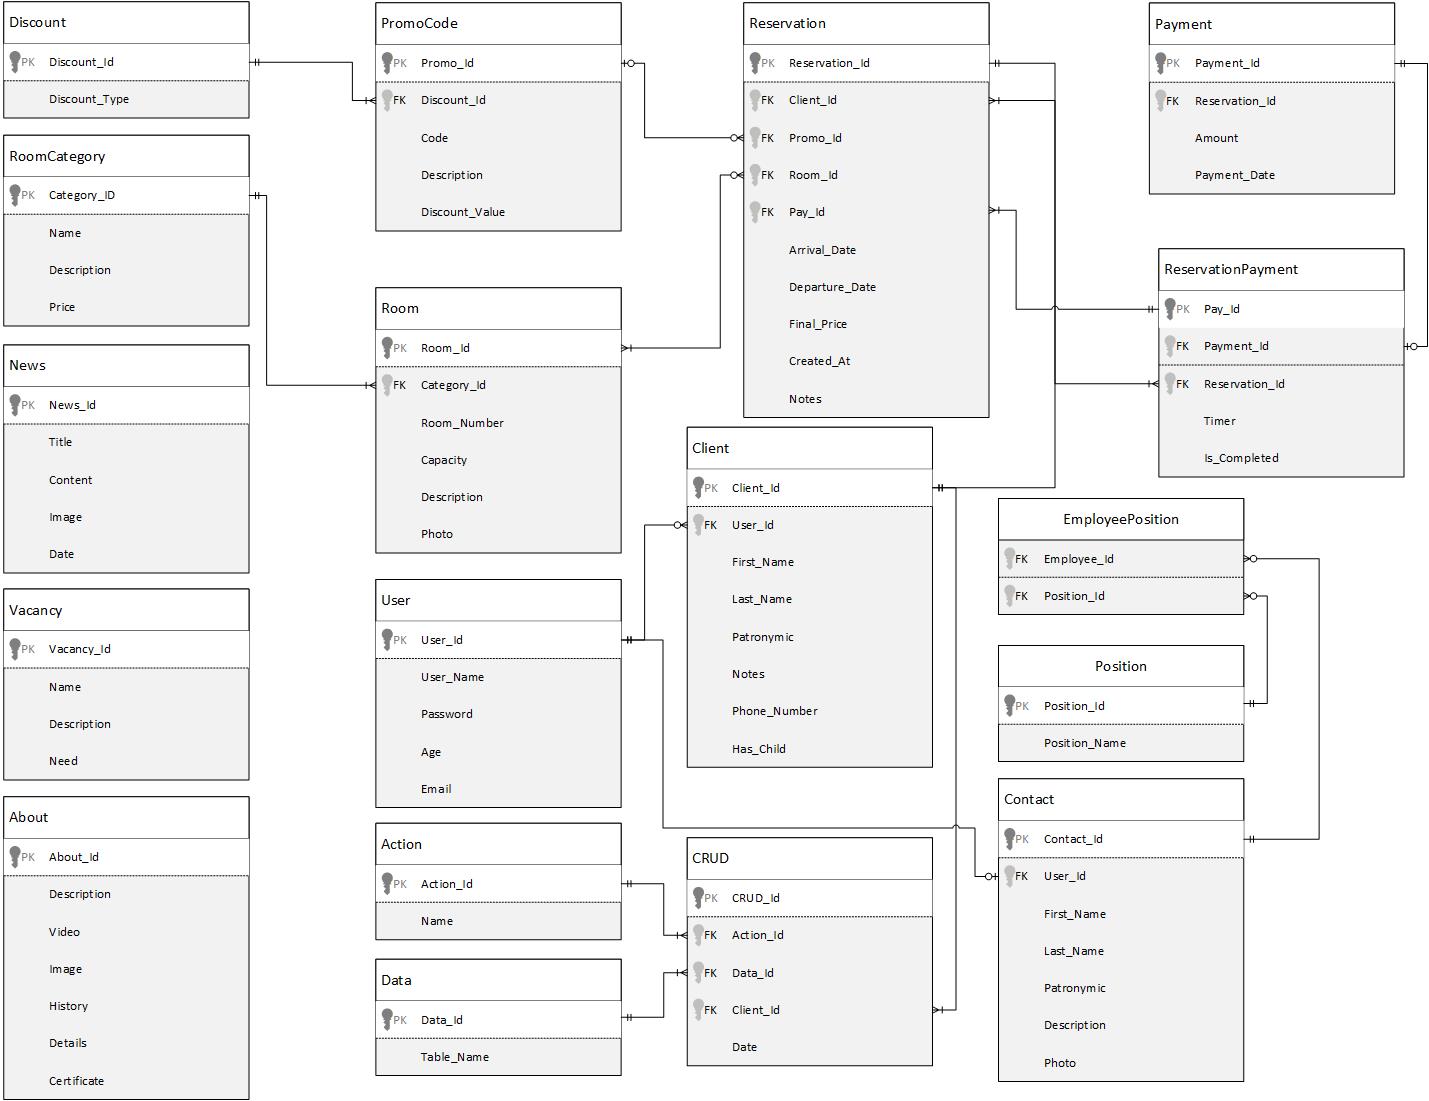 Discount
PK Discount_Id
Discount_Type
RoomCategory
PK Category_ID
Name
Description
Price
News
PK News_Id
Title
Content
Image
Date
Vacancy
PK Vacancy_Id
Name
Description
Need
About
PK About_Id
Description
Video
Image
History
Details
Certificate
PromoCode
PK Promo_Id
FK Discount_Id
Code
Description
Discount_Value
Room
PK Room_Id
FK Category_Id
Room_Number
Capacity
Description
Photo
User
PK User_Id
User_Name
Password
Age
Email
Action
PK Action_Id
Name
Data
PK Data_Id
Table_Name
Reservation
PK Reservation_Id
FK Client_Id
FK Promo_Id
FK Room_Id
FK Pay_Id
Arrival_Date
Departure_Date
Final_Price
Created_At
Notes
Client
PK Client_Id
FK User_Id
First_Name
Last_Name
Patronymic
Notes
Phone_Number
Has_Child
CRUD
PK CRUD_Id
FK Action_Id
FK Data_Id
FK Client_Id
Date
Payment
PK Payment_Id
FK Reservation_Id
Amount
Payment_Date
ReservationPayment
PK Pay_Id
FK Payment_Id
FK Reservation_Id
Timer
Is_Completed
EmployeePosition
FK Employee_Id
FK Position_Id
Position
PK Position_Id
Position_Name
Contact
PK Contact_Id
FK User_Id
First_Name
Last_Name
Patronymic
Description
Photo